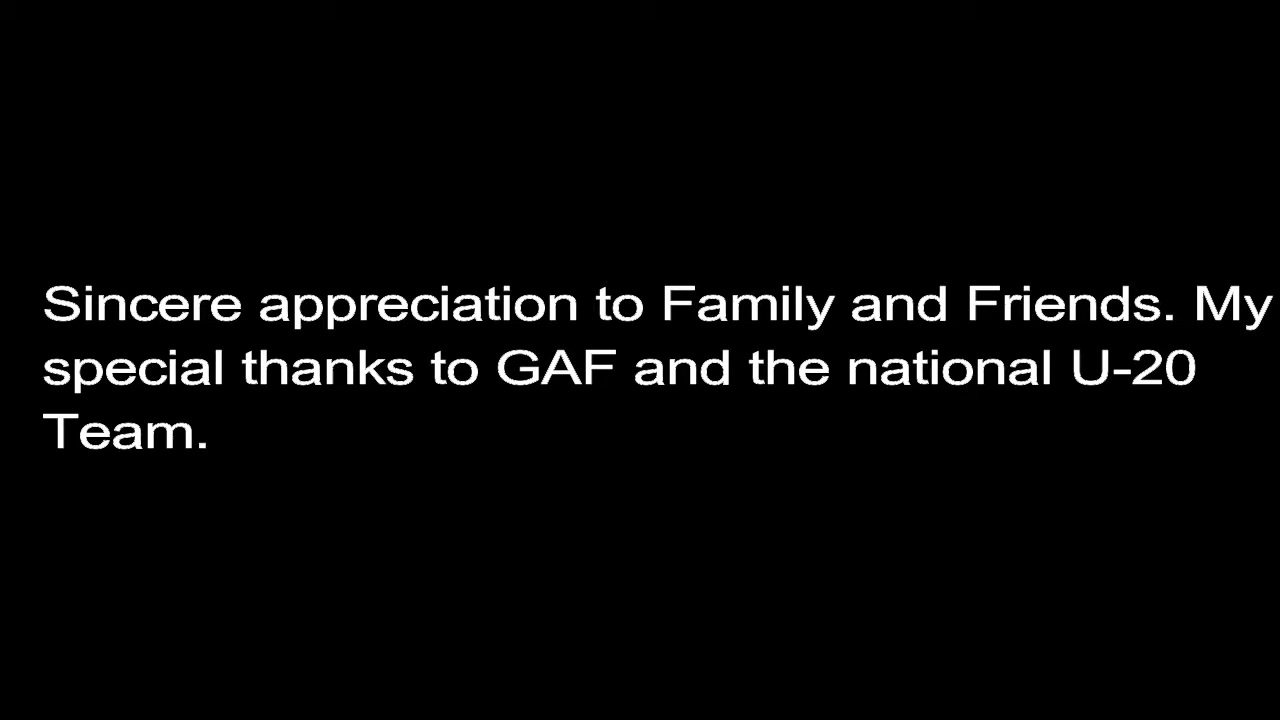 Sincere appreciation to Family and Friends. My
special thanks to GAF and the national U-20
Team.